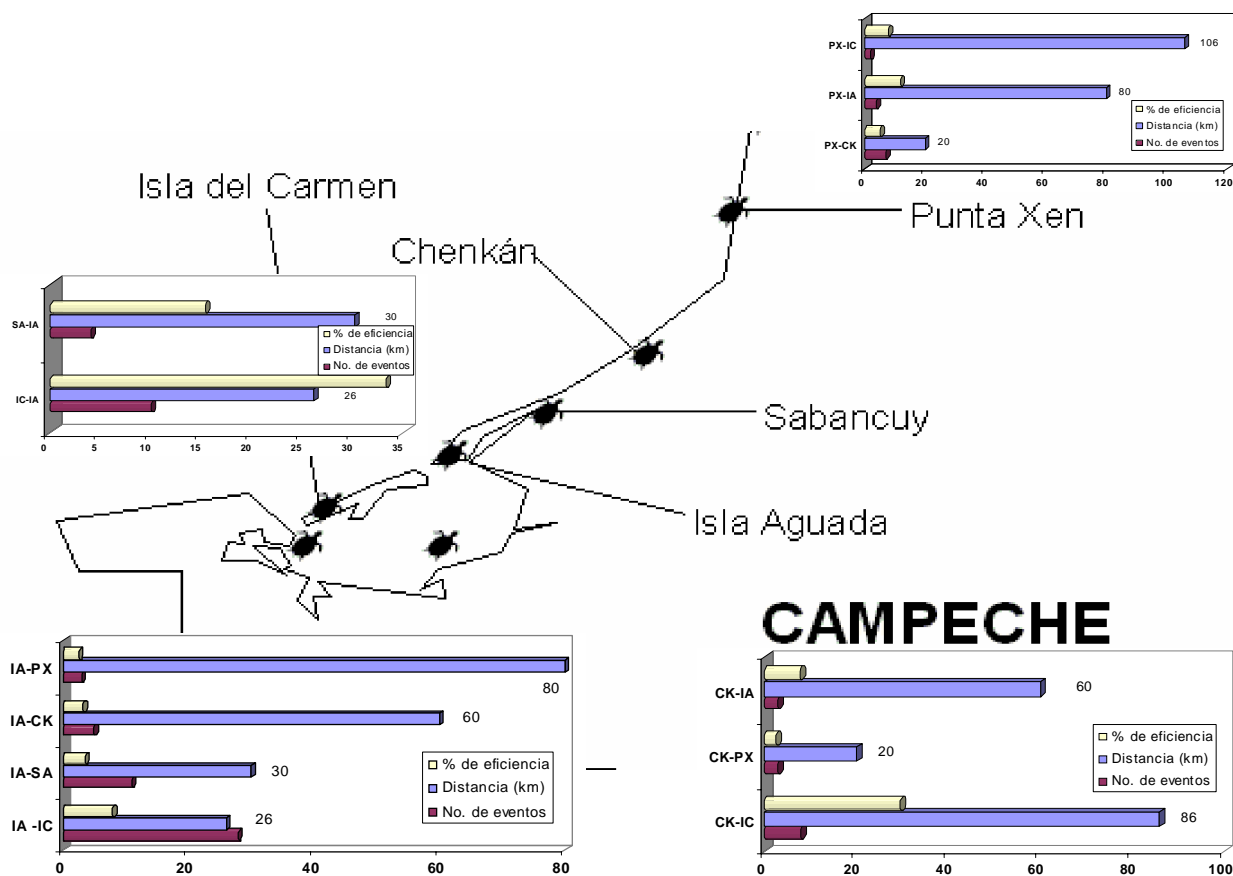 PX-IC
106
PX-IA
80
PX-CK
20
% de eficiencia
Distancia (km)
No. de eventos
0 20 40 60 80 100 120
Isla del Carmen
Punta Xen
Chenkán
SA-IA
30
IC-IA
26
% de eficiencia
Distancia (km)
No. de eventos
0 5 10 15 20 25 30 35
Sabancuy
Isla Aguada
CAMPECHE
IA-PX
80
IA-CK
60
IA-SA
30
IA -IC
26
% de eficiencia
Distancia (km)
No. de eventos
0 20 40 60 80
CK-IA
60
CK-PX
20
CK-IC
86
% de eficiencia
Distancia (km)
No. de eventos
0 20 40 60 80 100